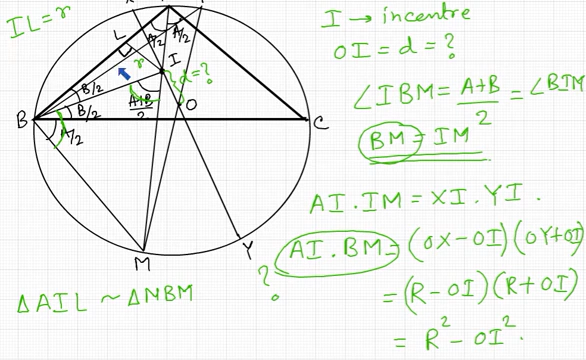 IL=r
I → incentre
OI = d = ?
∠IBM = A+B/2 = ∠BIM
BM = IM
AI . IM = XI . YI .
AI . BM = (OX-OI)(OY+OI)
= (R-OI)(R+OI)
= R² - OI² .
?
ΔAIL ~ ΔNBM
L
A/2
A/2
r
I
d=?
B/2
B/2
A+B/2
O
B
A/2
C
M
Y